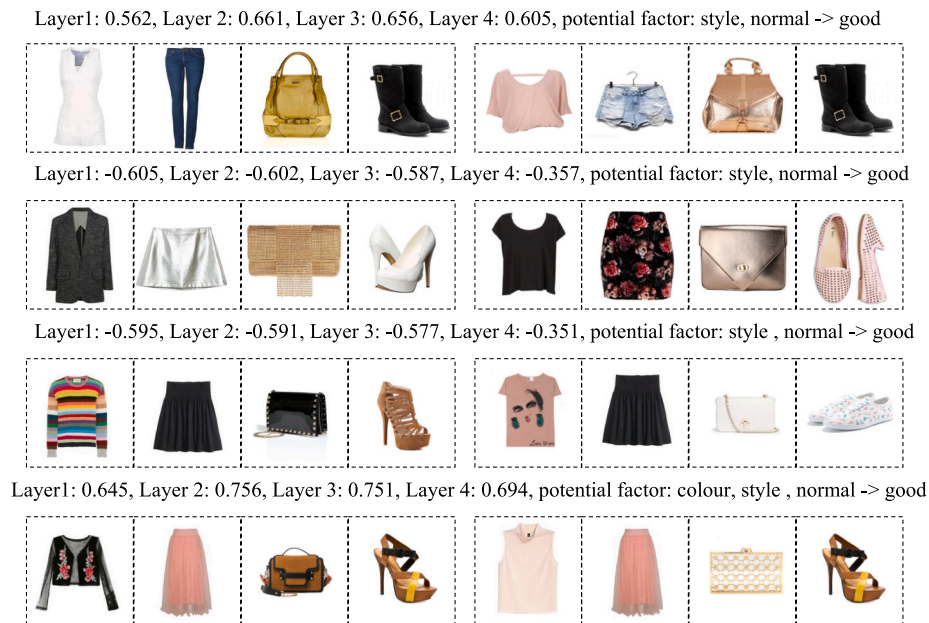 Layer1: 0.562, Layer 2: 0.661, Layer 3: 0.656, Layer 4: 0.605, potential factor: style, normal -> good
Layer1: -0.605, Layer 2: -0.602, Layer 3: -0.587, Layer 4: -0.357, potential factor: style, normal -> good
Layer1: -0.595, Layer 2: -0.591, Layer 3: -0.577, Layer 4: -0.351, potential factor: style , normal -> good
Layer1: 0.645, Layer 2: 0.756, Layer 3: 0.751, Layer 4: 0.694, potential factor: colour, style , normal -> good